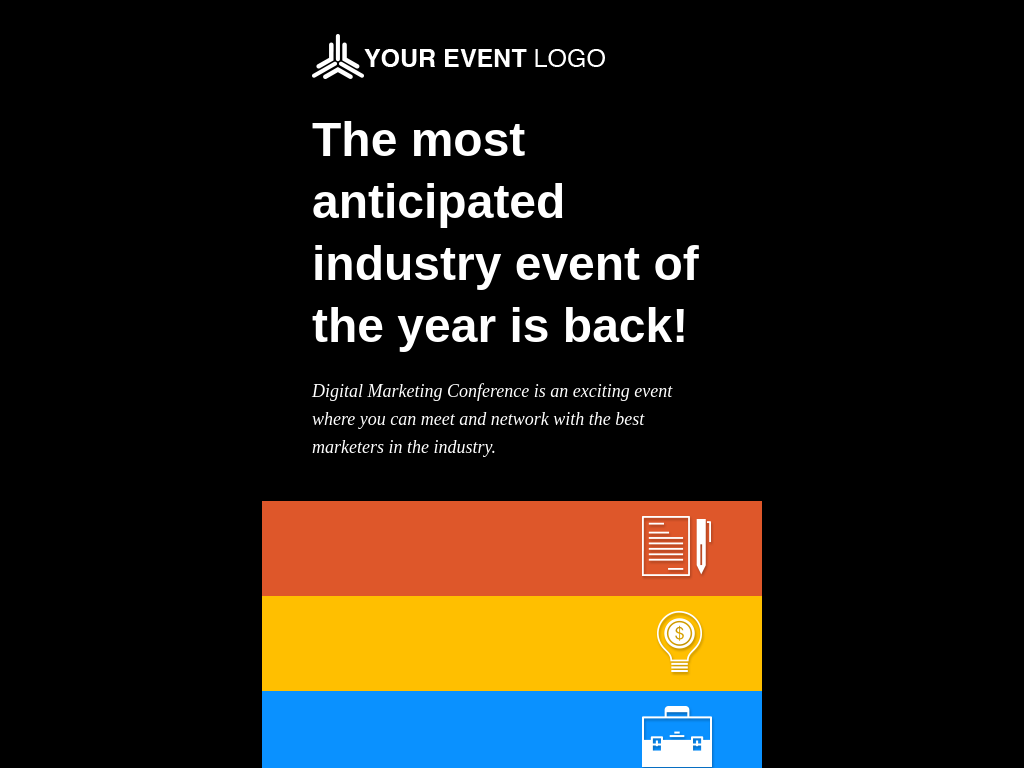 YOUR EVENT LOGO
The most
anticipated
industry event of
the year is back!
Digital Marketing Conference is an exciting event
where you can meet and network with the best
marketers in the industry.
$